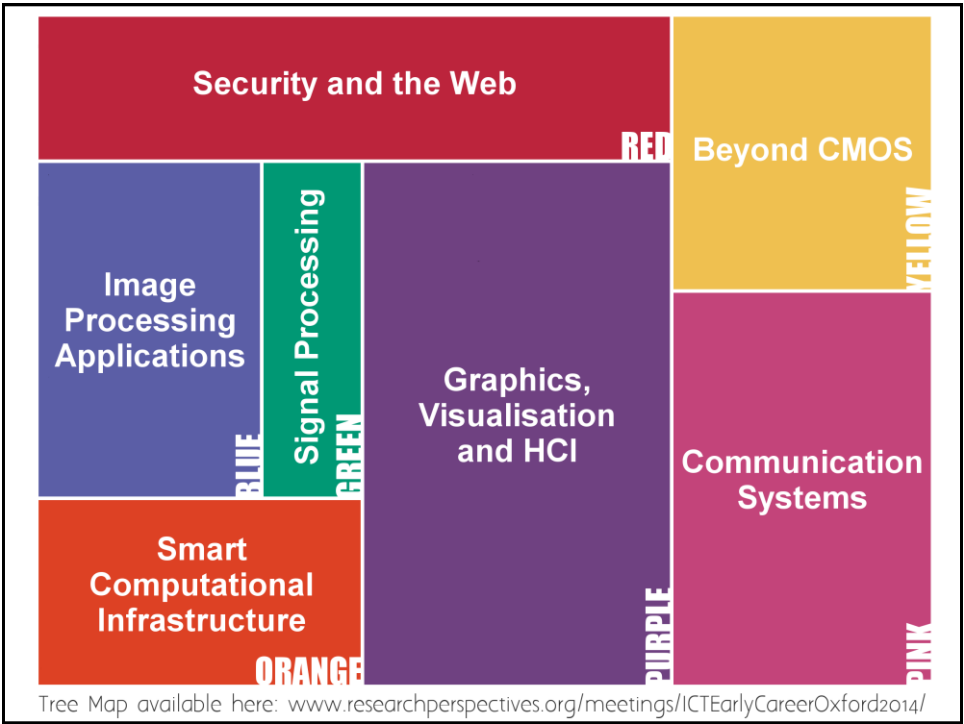 Security and the Web
RED
Beyond CMOS
YELLOW
Image
Processing
Applications
BLUE
Signal Processing
GREEN
Graphics,
Visualisation
and HCI
PURPLE
Communication
Systems
PINK
Smart
Computational
Infrastructure
ORANGE
Tree Map available here: www.researchperspectives.org/meetings/ICTEarlyCareerOxford2014/